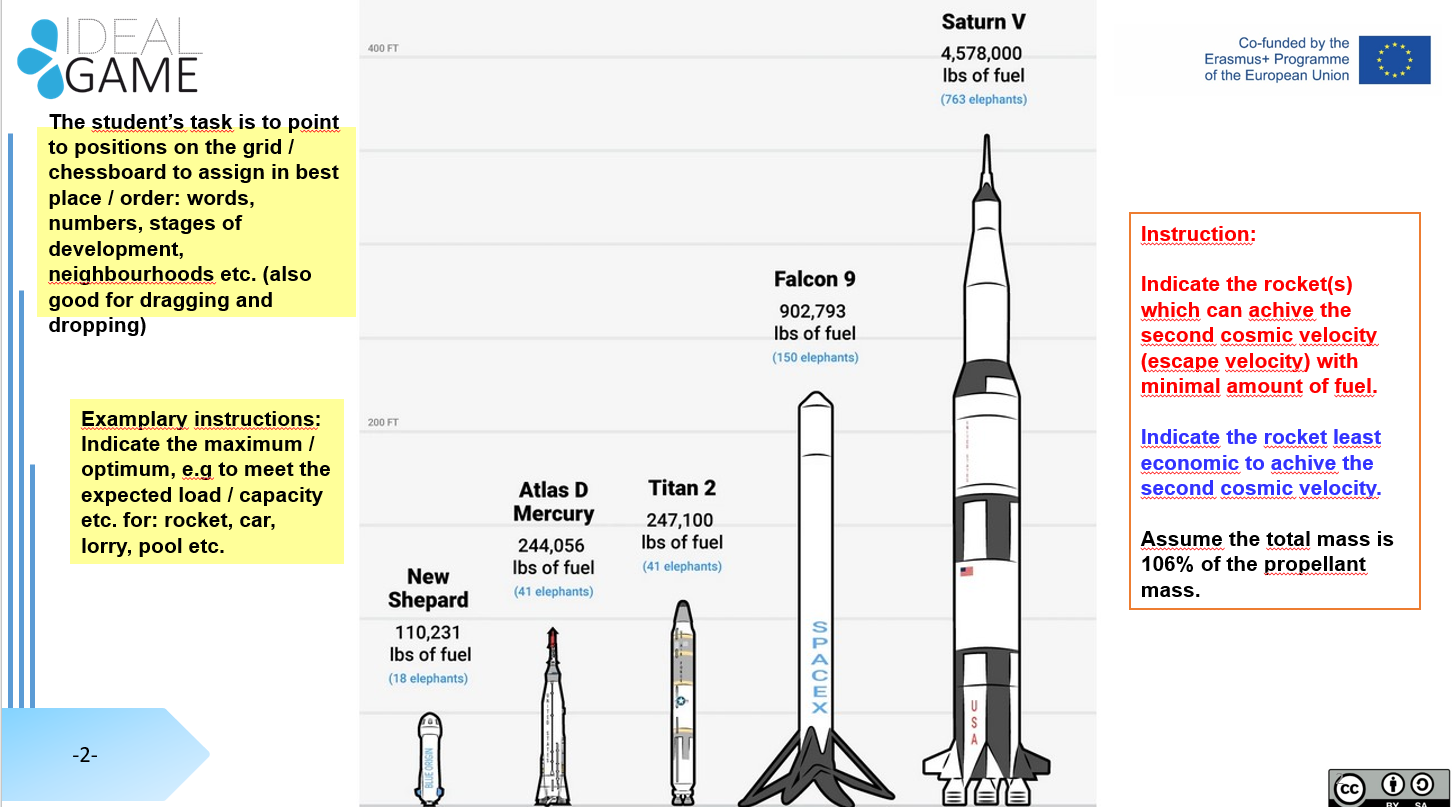 IDEAL
GAME
The student's task is to point
to positions on the grid /
chessboard to assign in best
place / order: words,
numbers, stages of
development,
neighbourhoods etc. (also
good for dragging and
dropping)
Examplary instructions:
Indicate the maximum /
optimum, e.g to meet the
expected load / capacity
etc. for: rocket, car,
lorry, pool etc.
-2-
400 FT
200 FT
New
Shepard
110,231
lbs of fuel
(18 elephants)
BLUE ORIGIN
Atlas D
Mercury
244,056
lbs of fuel
(41 elephants)
UNITED STATES
Titan 2
247,100
lbs of fuel
(41 elephants)
Falcon 9
902,793
lbs of fuel
(150 elephants)
SPACEX
Saturn V
4,578,000
lbs of fuel
(763 elephants)
USA
Co-funded by the
Erasmus+ Programme
of the European Union
Instruction:
Indicate the rocket(s)
which can achive the
second cosmic velocity
(escape velocity) with
minimal amount of fuel.
Indicate the rocket least
economic to achive the
second cosmic velocity.
Assume the total mass is
106% of the propellant
mass.
cc
BY SA